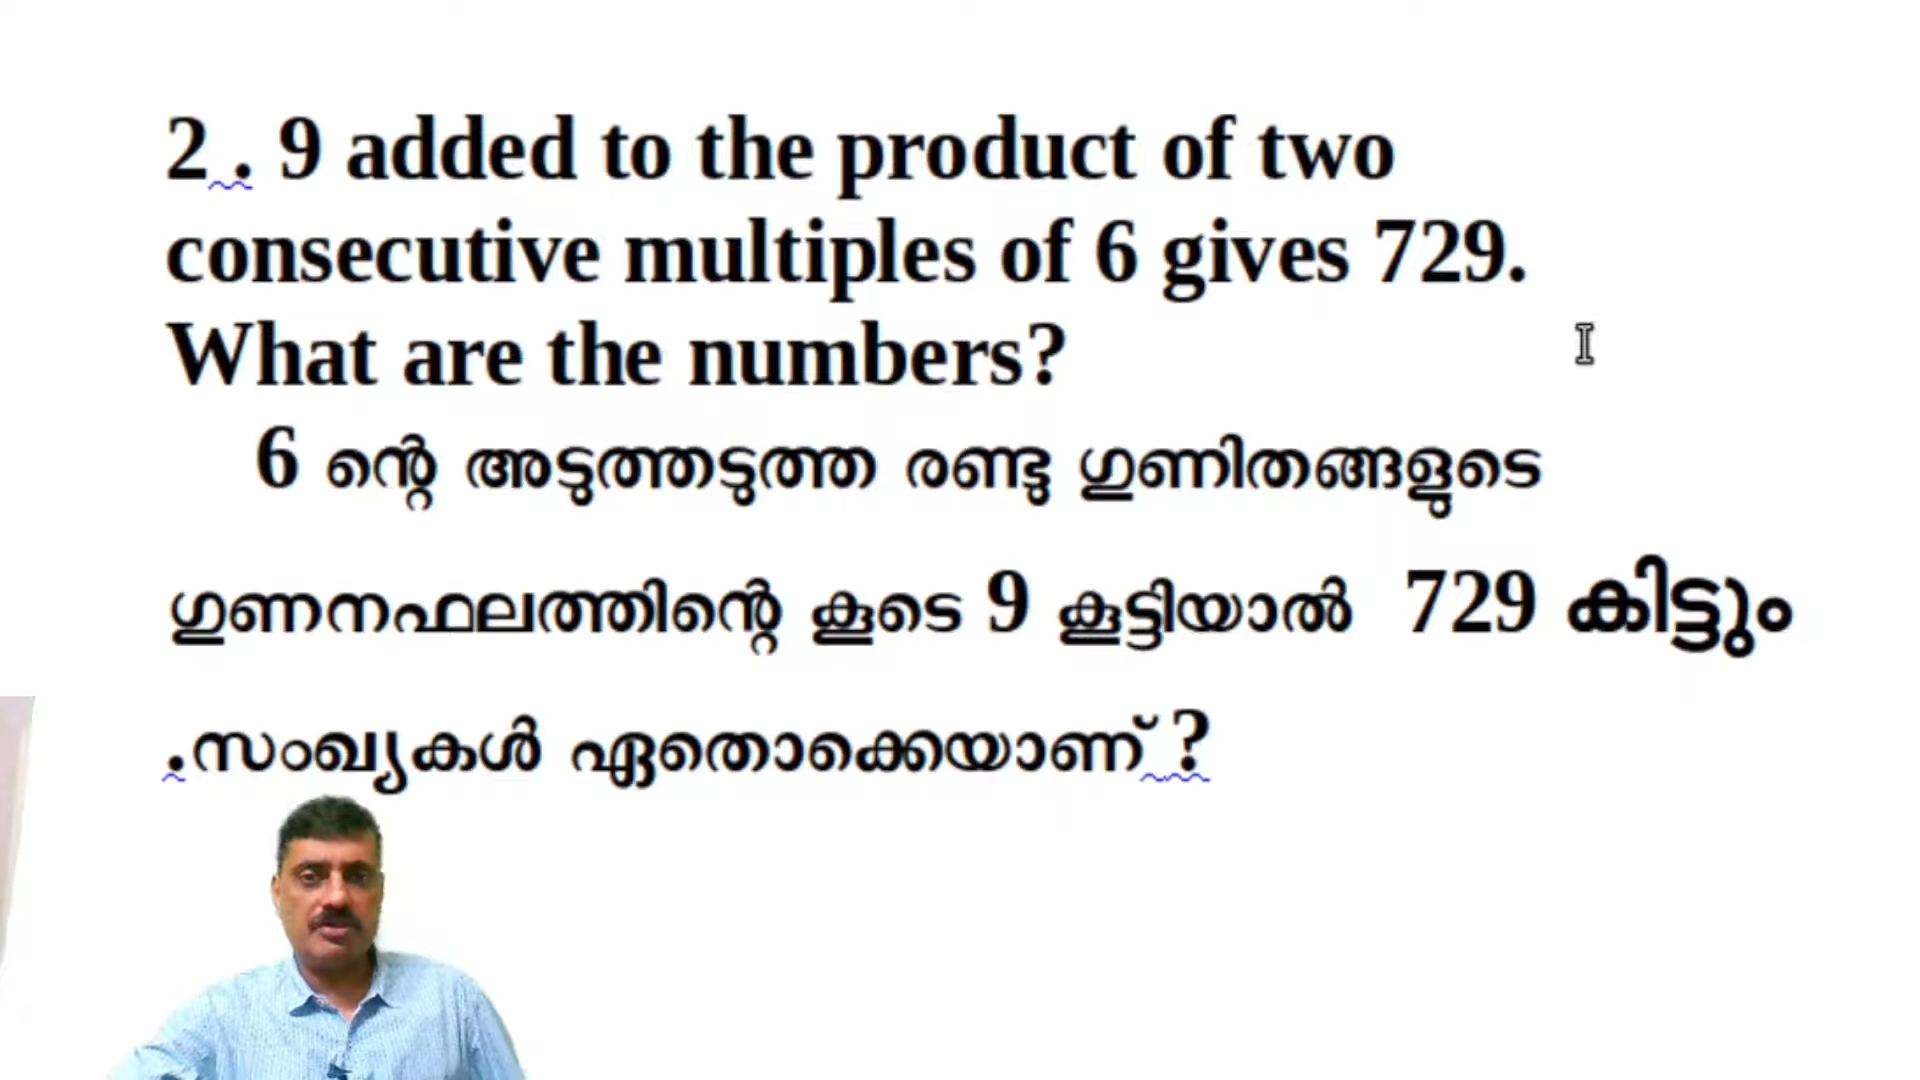 2 . 9 added to the product of two
consecutive multiples of 6 gives 729.
What are the numbers?
6 ന്റെ അടുത്തടുത്ത രണ്ടു ഗുണിതങ്ങളുടെ
ഗുണനഫലത്തിന്റെ കൂടെ 9 കൂട്ടിയാൽ 729 കിട്ടും
.സംഖ്യകൾ ഏതൊക്കെയാണ് ?